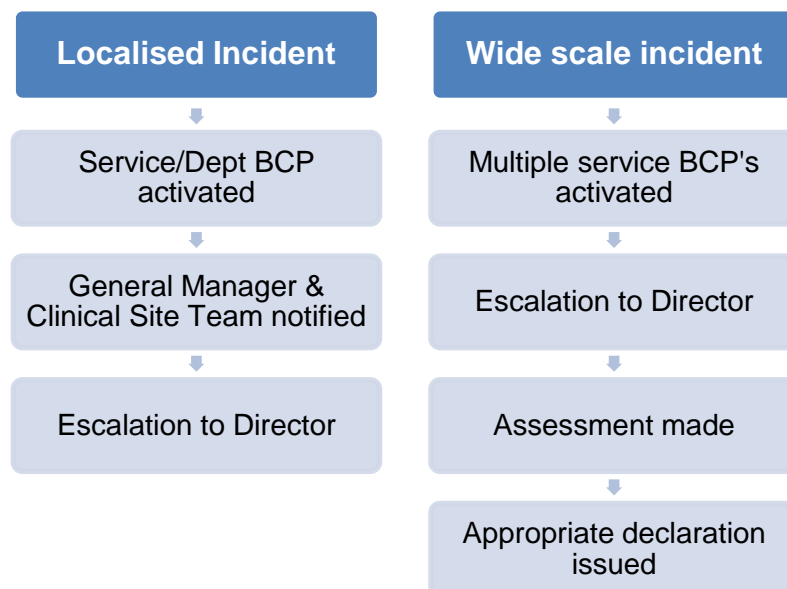 Localised Incident
Service/Dept BCP
activated
General Manager &
Clinical Site Team notified
Escalation to Director
Wide scale incident
Multiple service BCP's
activated
Escalation to Director
Assessment made
Appropriate declaration
issued